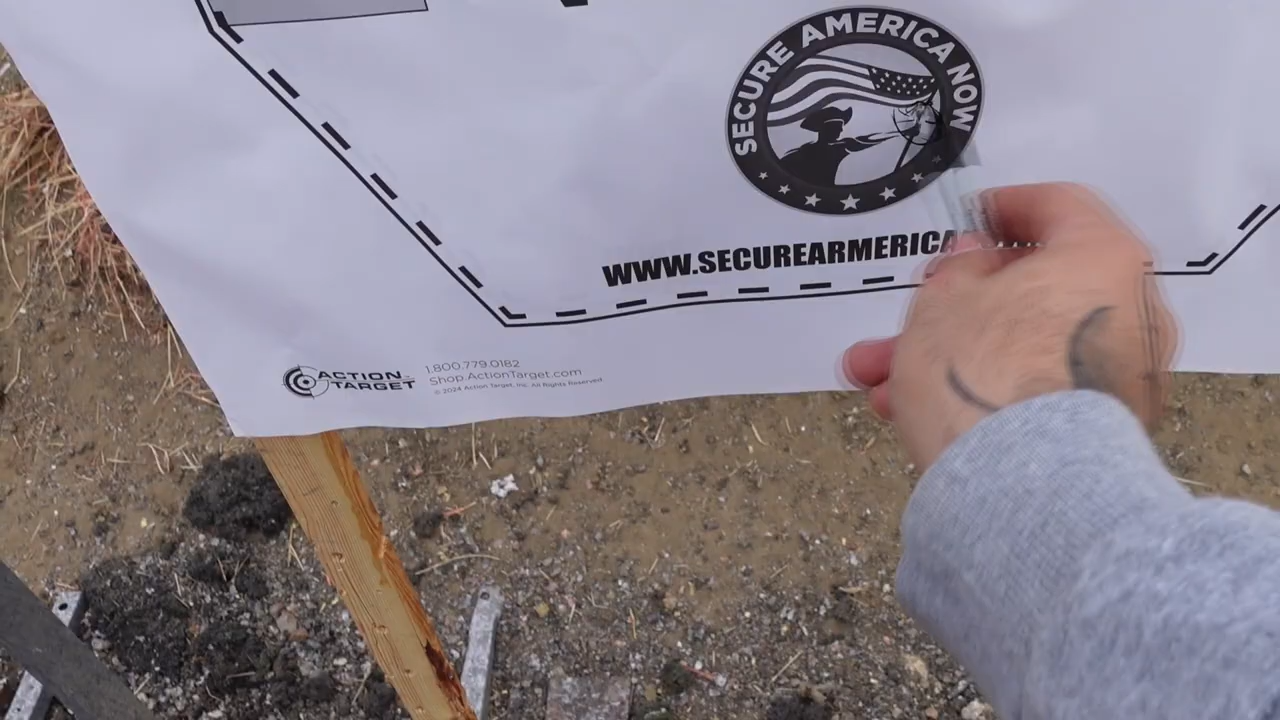 SECURE AMERICA NOW
WWW.SECUREARMERICA
ACTION TARGET
1.800.779.0182
Shop.ActionTarget.com
© 2024 Action Target, Inc. All Rights Reserved.